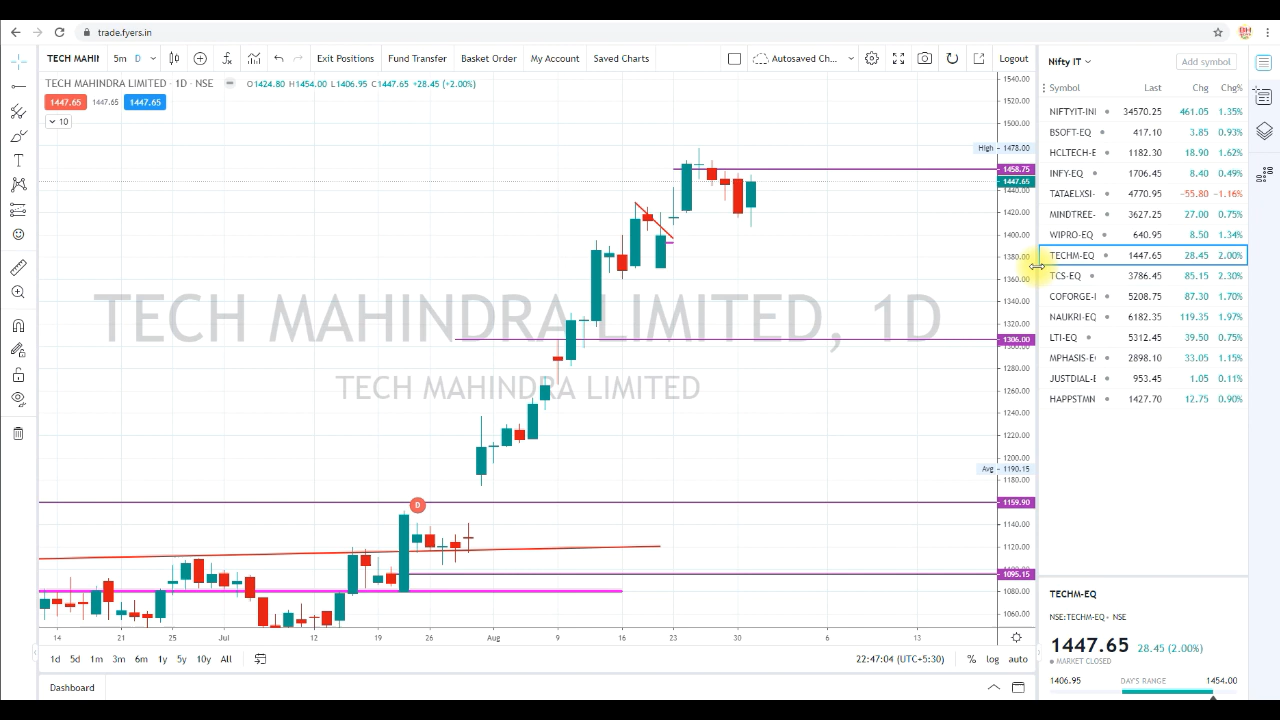 trade.fyers.in
TECH MAHII 5m D Exit Positions Fund Transfer Basket Order My Account Saved Charts Autosaved Ch... Logout
TECH MAHINDRA LIMITED · 1D · NSE O1424.80 H1454.00 L1406.95 C1447.65 +28.45 (+2.00%)
1447.65 1447.65 1447.65
10
1540.00
1520.00
1500.00
High 1478.00
1458.75
1447.65
1440.00
1420.00
1400.00
1380.00
1360.00
1340.00
1320.00
1306.00
1300.00
1280.00
1260.00
1240.00
1220.00
1200.00
Avg 1190.15
1180.00
1159.90
1140.00
1120.00
1095.15
1080.00
1060.00
TECH MAHINDRA LIMITED, 1D
TECH MAHINDRA LIMITED
D
14 21 25 Jul 12 19 26 Aug 9 16 23 30 6 13
1d 5d 1m 3m 6m 1y 5y 10y All 22:47:04 (UTC+5:30) % log auto
Dashboard
Nifty IT Add symbol
Symbol Last Chg Chg%
NIFTYIT-INI 34570.25 461.05 1.35%
BSOFT-EQ 417.10 3.85 0.93%
HCLTECH-E 1182.30 18.90 1.62%
INFY-EQ 1706.45 8.40 0.49%
TATAELXSI- 4770.95 -55.80 -1.16%
MINDTREE- 3627.25 27.00 0.75%
WIPRO-EQ 640.95 8.50 1.34%
TECHM-EQ 1447.65 28.45 2.00%
TCS-EQ 3786.45 85.15 2.30%
COFORGE-I 5208.75 87.30 1.70%
NAUKRI-EQ 6182.35 119.35 1.97%
LTI-EQ 5312.45 39.50 0.75%
MPHASIS-E 2898.10 33.05 1.15%
JUSTDIAL-E 953.45 1.05 0.11%
HAPPSTMN 1427.70 12.75 0.90%
TECHM-EQ
NSE:TECHM-EQ • NSE
1447.65 28.45 (2.00%)
MARKET CLOSED
1406.95 DAY'S RANGE 1454.00